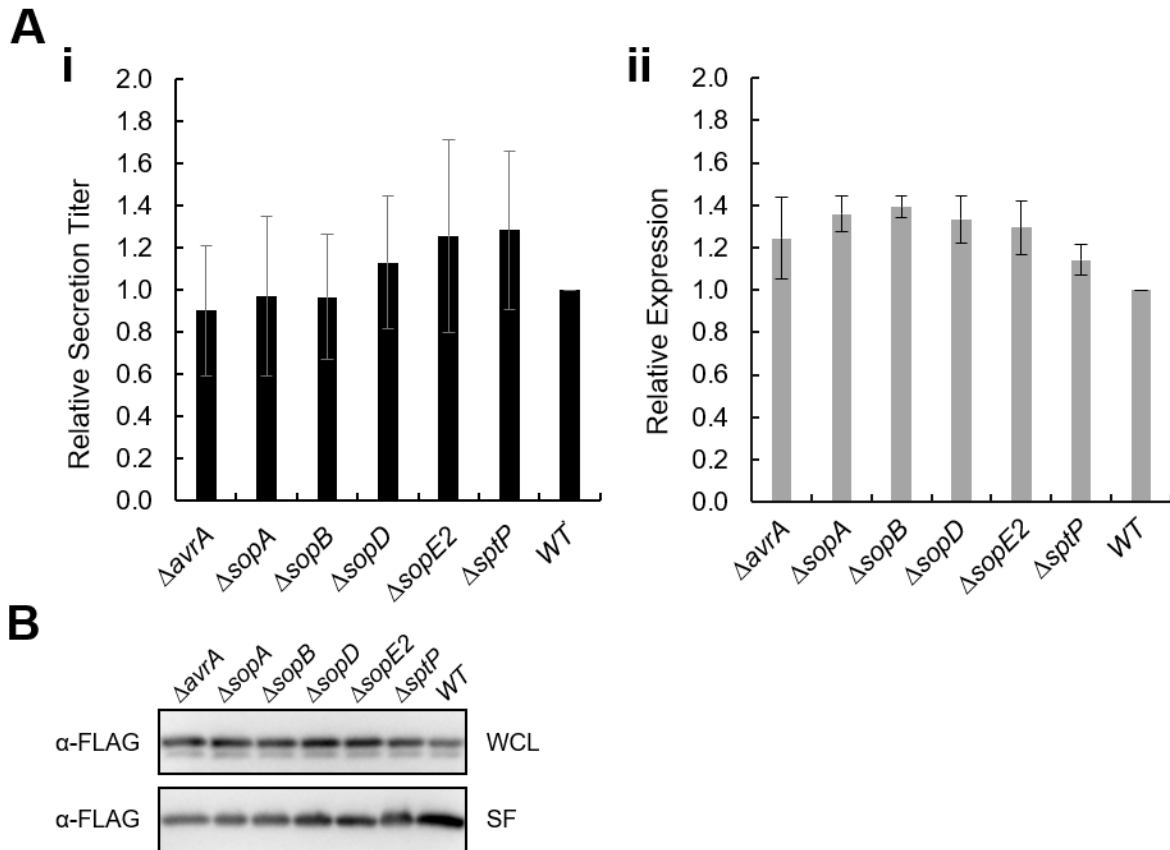 A
i
Relative Secretion Titer
2.0
1.8
1.6
1.4
1.2
1.0
0.8
0.6
0.4
0.2
0.0
ΔavrA ΔsopA ΔsopB ΔsopD ΔsopE2 ΔsptP WT
ii
Relative Expression
2.0
1.8
1.6
1.4
1.2
1.0
0.8
0.6
0.4
0.2
0.0
ΔavrA ΔsopA ΔsopB ΔsopD ΔsopE2 ΔsptP WT
B
ΔavrA ΔsopA ΔsopB ΔsopD ΔsopE2 ΔsptP WT
α-FLAG WCL
α-FLAG SF